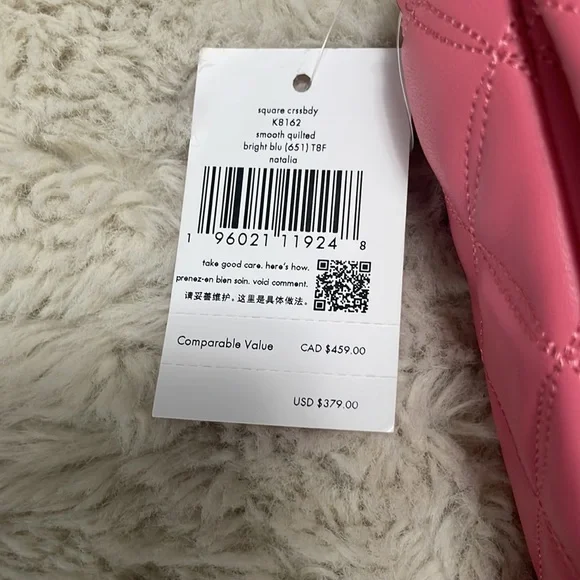 square crssbdy
K8162
smooth quilted
bright blu (651) T8F
natalia
1 96021 11924 8
take good care. here's how.
prenez-en bien soin. void comment.
请妥善维护。这里是具体做法。
Comparable Value CAD $459.00
USD $379.00